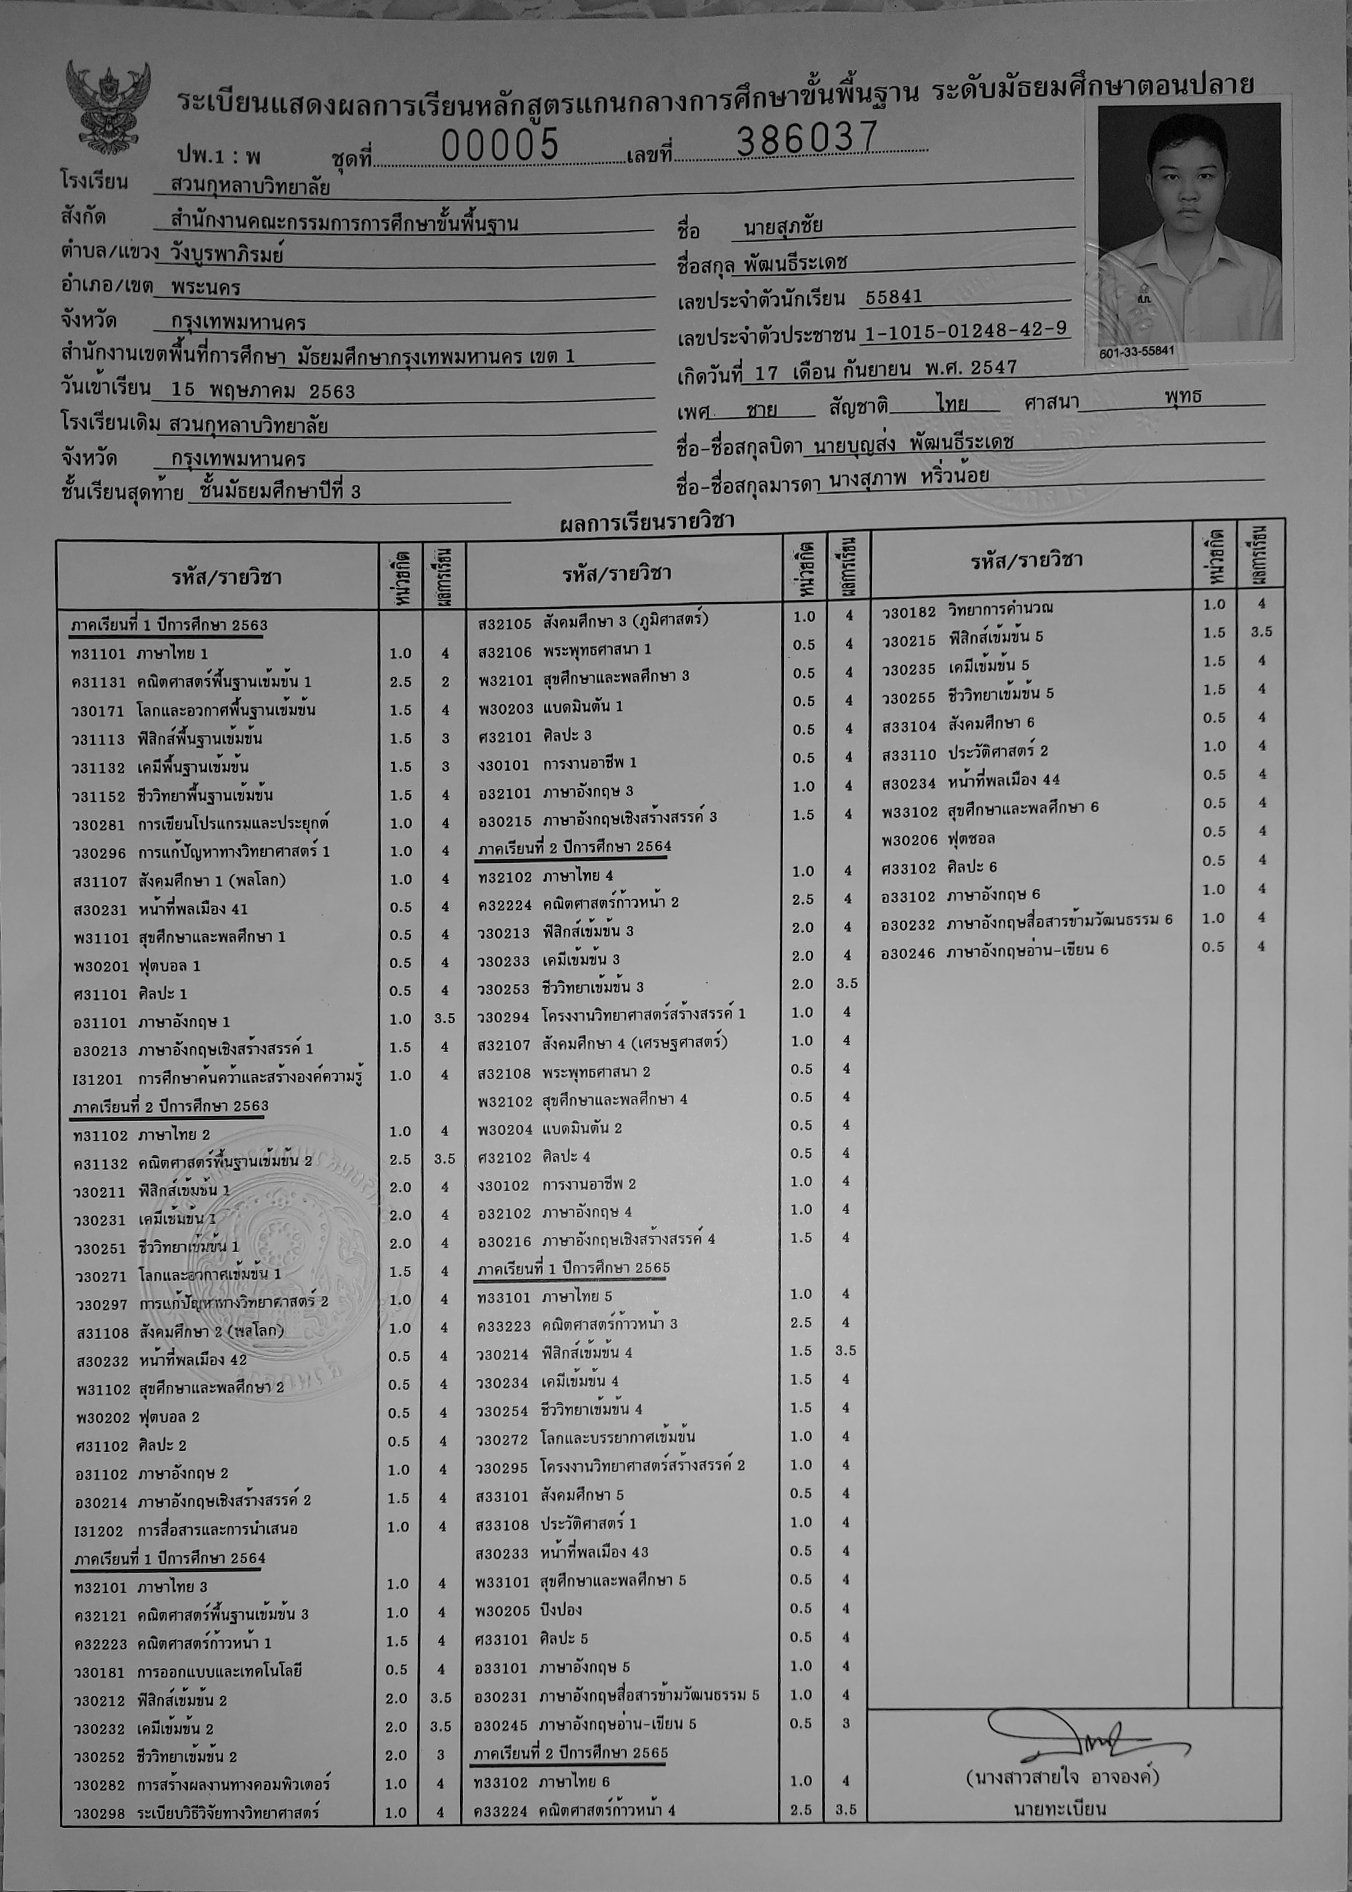 ระเบียนแสดงผลการเรียนหลักสูตรแกนกลางการศึกษาขั้นพื้นฐาน ระดับมัธยมศึกษาตอนปลาย
ปพ.1 : พ ชุดที่ 00005 เลขที่ 386037
โรงเรียน สวนกุหลาบวิทยาลัย
สังกัด สำนักงานคณะกรรมการการศึกษาขั้นพื้นฐาน
ตำบล/แขวง วังบูรพาภิรมย์
อำเภอ/เขต พระนคร
จังหวัด กรุงเทพมหานคร
สำนักงานเขตพื้นที่การศึกษา มัธยมศึกษากรุงเทพมหานคร เขต 1
วันเข้าเรียน 15 พฤษภาคม 2563
โรงเรียนเดิม สวนกุหลาบวิทยาลัย
จังหวัด กรุงเทพมหานคร
ชั้นเรียนสุดท้าย ชั้นมัธยมศึกษาปีที่ 3
ชื่อ นายสุภชัย
ชื่อสกุล พัฒนธีระเดช
เลขประจำตัวนักเรียน 55841
เลขประจำตัวประชาชน 1-1015-01248-42-9
เกิดวันที่ 17 เดือน กันยายน พ.ศ. 2547
เพศ ชาย สัญชาติ ไทย ศาสนา พุทธ
ชื่อ-ชื่อสกุลบิดา นายบุญส่ง พัฒนธีระเดช
ชื่อ-ชื่อสกุลมารดา นางสุภาพ หริ่วน้อย
601-33-55841
ผลการเรียนรายวิชา
รหัส/รายวิชา หน่วยกิต ผลการเรียน
ภาคเรียนที่ 1 ปีการศึกษา 2563
ท31101 ภาษาไทย 1 1.0 4
ค31131 คณิตศาสตร์พื้นฐานเข้มข้น 1 2.5 2
ว30171 โลกและอวกาศพื้นฐานเข้มข้น 1.5 4
ว31113 ฟิสิกส์พื้นฐานเข้มข้น 1.5 3
ว31132 เคมีพื้นฐานเข้มข้น 1.5 3
ว31152 ชีววิทยาพื้นฐานเข้มข้น 1.5 4
ว30281 การเขียนโปรแกรมและประยุกต์ 1.0 4
ว30296 การแก้ปัญหาทางวิทยาศาสตร์ 1 1.0 4
ส31107 สังคมศึกษา 1 (พลโลก) 1.0 4
ส30231 หน้าที่พลเมือง 41 0.5 4
พ31101 สุขศึกษาและพลศึกษา 1 0.5 4
พ30201 ฟุตบอล 1 0.5 4
ศ31101 ศิลปะ 1 0.5 4
อ31101 ภาษาอังกฤษ 1 1.0 3.5
อ30213 ภาษาอังกฤษเชิงสร้างสรรค์ 1 1.5 4
I31201 การศึกษาค้นคว้าและสร้างองค์ความรู้ 1.0 4
ภาคเรียนที่ 2 ปีการศึกษา 2563
ท31102 ภาษาไทย 2 1.0 4
ค31132 คณิตศาสตร์พื้นฐานเข้มข้น 2 2.5 3.5
ว30211 ฟิสิกส์เข้มข้น 1 2.0 4
ว30231 เคมีเข้มข้น 1 2.0 4
ว30251 ชีววิทยาเข้มข้น 1 2.0 4
ว30271 โลกและอวกาศเข้มข้น 1 1.5 4
ว30297 การแก้ปัญหาทางวิทยาศาสตร์ 2 1.0 4
ส31108 สังคมศึกษา 2 (พลโลก) 1.0 4
ส30232 หน้าที่พลเมือง 42 0.5 4
พ31102 สุขศึกษาและพลศึกษา 2 0.5 4
พ30202 ฟุตบอล 2 0.5 4
ศ31102 ศิลปะ 2 0.5 4
อ31102 ภาษาอังกฤษ 2 1.0 4
อ30214 ภาษาอังกฤษเชิงสร้างสรรค์ 2 1.5 4
I31202 การสื่อสารและการนำเสนอ 1.0 4
ภาคเรียนที่ 1 ปีการศึกษา 2564
ท32101 ภาษาไทย 3 1.0 4
ค32121 คณิตศาสตร์พื้นฐานเข้มข้น 3 1.0 4
ค32223 คณิตศาสตร์ก้าวหน้า 1 1.5 4
ว30181 การออกแบบและเทคโนโลยี 0.5 4
ว30212 ฟิสิกส์เข้มข้น 2 2.0 3.5
ว30232 เคมีเข้มข้น 2 2.0 3.5
ว30252 ชีววิทยาเข้มข้น 2 2.0 3
ว30282 การสร้างผลงานทางคอมพิวเตอร์ 1.0 4
ว30298 ระเบียบวิธีวิจัยทางวิทยาศาสตร์ 1.0 4
รหัส/รายวิชา หน่วยกิต ผลการเรียน
ส32105 สังคมศึกษา 3 (ภูมิศาสตร์) 1.0 4
ส32106 พระพุทธศาสนา 1 0.5 4
พ32101 สุขศึกษาและพลศึกษา 3 0.5 4
พ30203 แบดมินตัน 1 0.5 4
ศ32101 ศิลปะ 3 0.5 4
ง30101 การงานอาชีพ 1 0.5 4
อ32101 ภาษาอังกฤษ 3 1.0 4
อ30215 ภาษาอังกฤษเชิงสร้างสรรค์ 3 1.5 4
ภาคเรียนที่ 2 ปีการศึกษา 2564
ท32102 ภาษาไทย 4 1.0 4
ค32224 คณิตศาสตร์ก้าวหน้า 2 2.5 4
ว30213 ฟิสิกส์เข้มข้น 3 2.0 4
ว30233 เคมีเข้มข้น 3 2.0 4
ว30253 ชีววิทยาเข้มข้น 3 2.0 3.5
ว30294 โครงงานวิทยาศาสตร์สร้างสรรค์ 1 1.0 4
ส32107 สังคมศึกษา 4 (เศรษฐศาสตร์) 1.0 4
ส32108 พระพุทธศาสนา 2 0.5 4
พ32102 สุขศึกษาและพลศึกษา 4 0.5 4
พ30204 แบดมินตัน 2 0.5 4
ศ32102 ศิลปะ 4 0.5 4
ง30102 การงานอาชีพ 2 1.0 4
อ32102 ภาษาอังกฤษ 4 1.0 4
อ30216 ภาษาอังกฤษเชิงสร้างสรรค์ 4 1.5 4
ภาคเรียนที่ 1 ปีการศึกษา 2565
ท33101 ภาษาไทย 5 1.0 4
ค33223 คณิตศาสตร์ก้าวหน้า 3 2.5 4
ว30214 ฟิสิกส์เข้มข้น 4 1.5 3.5
ว30234 เคมีเข้มข้น 4 1.5 4
ว30254 ชีววิทยาเข้มข้น 4 1.5 4
ว30272 โลกและบรรยากาศเข้มข้น 1.0 4
ว30295 โครงงานวิทยาศาสตร์สร้างสรรค์ 2 1.0 4
ส33101 สังคมศึกษา 5 0.5 4
ส33108 ประวัติศาสตร์ 1 1.0 4
ส30233 หน้าที่พลเมือง 43 0.5 4
พ33101 สุขศึกษาและพลศึกษา 5 0.5 4
พ30205 ปิงปอง 0.5 4
ศ33101 ศิลปะ 5 0.5 4
อ33101 ภาษาอังกฤษ 5 1.0 4
อ30231 ภาษาอังกฤษสื่อสารข้ามวัฒนธรรม 5 1.0 4
อ30245 ภาษาอังกฤษอ่าน-เขียน 5 0.5 3
ภาคเรียนที่ 2 ปีการศึกษา 2565
ท33102 ภาษาไทย 6 1.0 4
ค33224 คณิตศาสตร์ก้าวหน้า 4 2.5 3.5
รหัส/รายวิชา หน่วยกิต ผลการเรียน
ว30182 วิทยาการคำนวณ 1.0 4
ว30215 ฟิสิกส์เข้มข้น 5 1.5 3.5
ว30235 เคมีเข้มข้น 5 1.5 4
ว30255 ชีววิทยาเข้มข้น 5 1.5 4
ส33104 สังคมศึกษา 6 0.5 4
ส33110 ประวัติศาสตร์ 2 1.0 4
ส30234 หน้าที่พลเมือง 44 0.5 4
พ33102 สุขศึกษาและพลศึกษา 6 0.5 4
พ30206 ฟุตซอล 0.5 4
ศ33102 ศิลปะ 6 0.5 4
อ33102 ภาษาอังกฤษ 6 1.0 4
อ30232 ภาษาอังกฤษสื่อสารข้ามวัฒนธรรม 6 1.0 4
อ30246 ภาษาอังกฤษอ่าน-เขียน 6 0.5 4
(นางสาวสายใจ อาจองค์)
นายทะเบียน